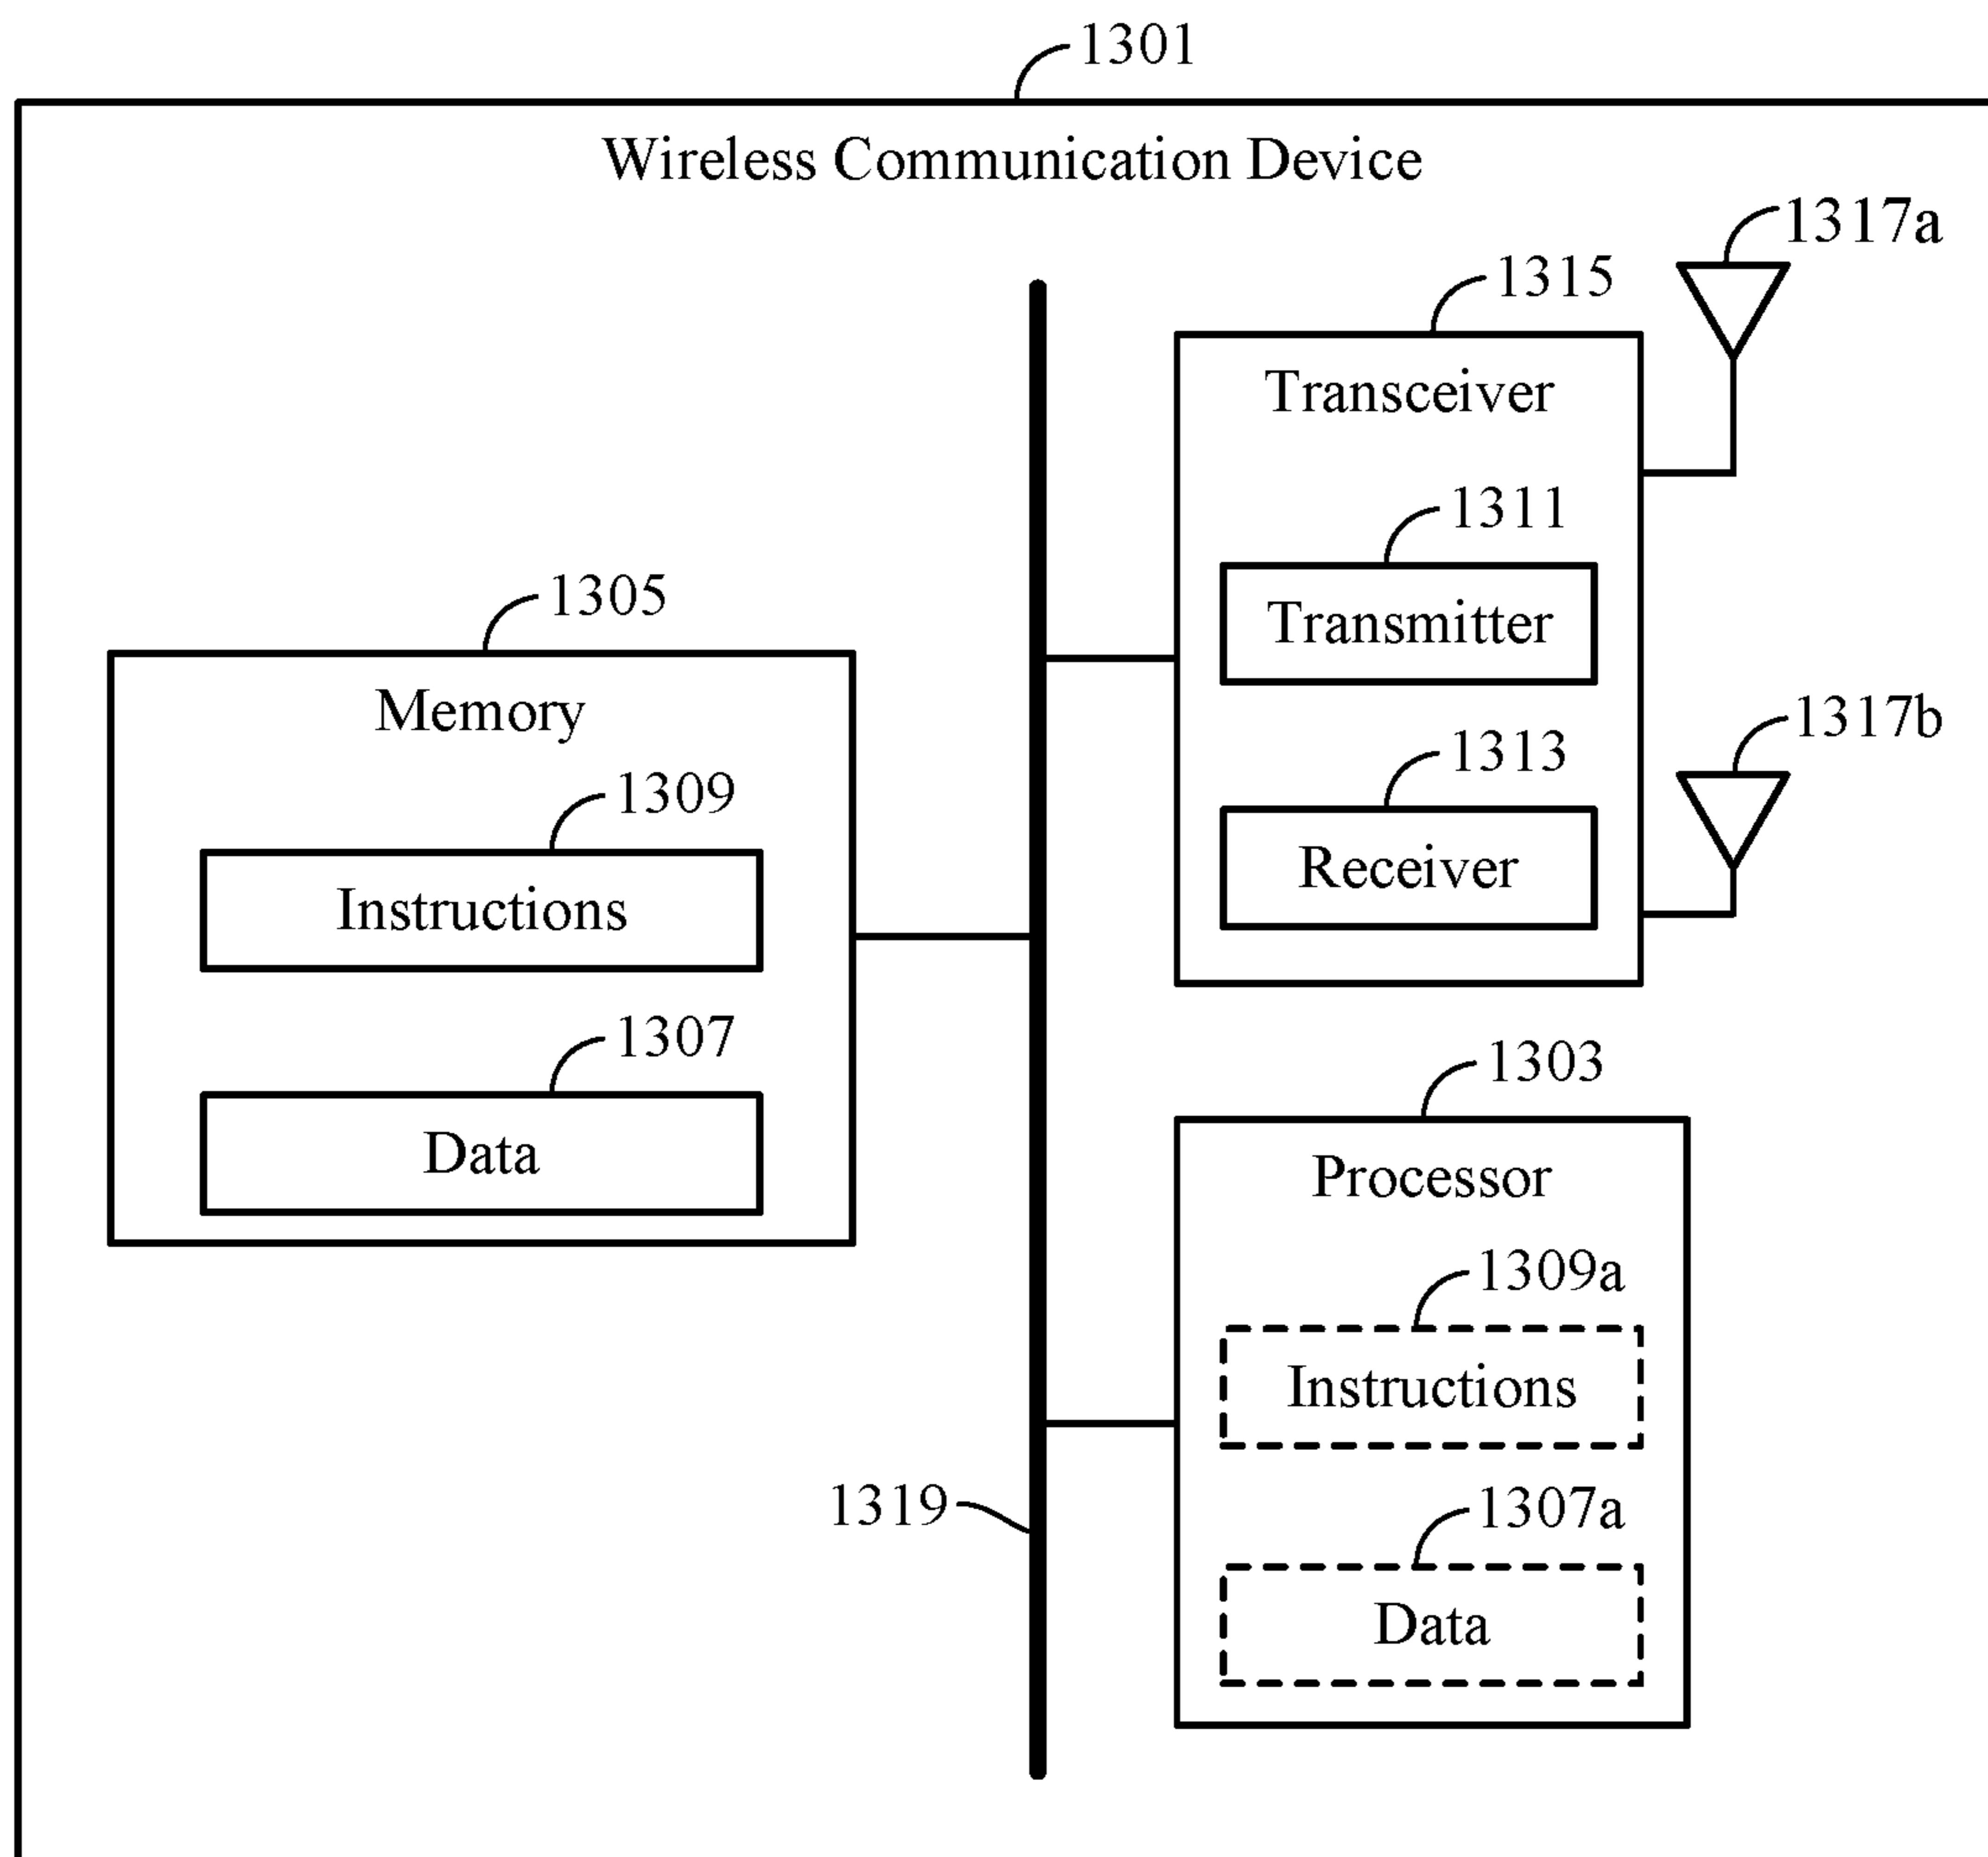 1301
Wireless Communication Device
1317a
1315
Transceiver
1311
Transmitter
1313
Receiver
1317b
1305
Memory
1309
Instructions
1307
Data
1303
Processor
1309a
Instructions
1307a
Data
1319